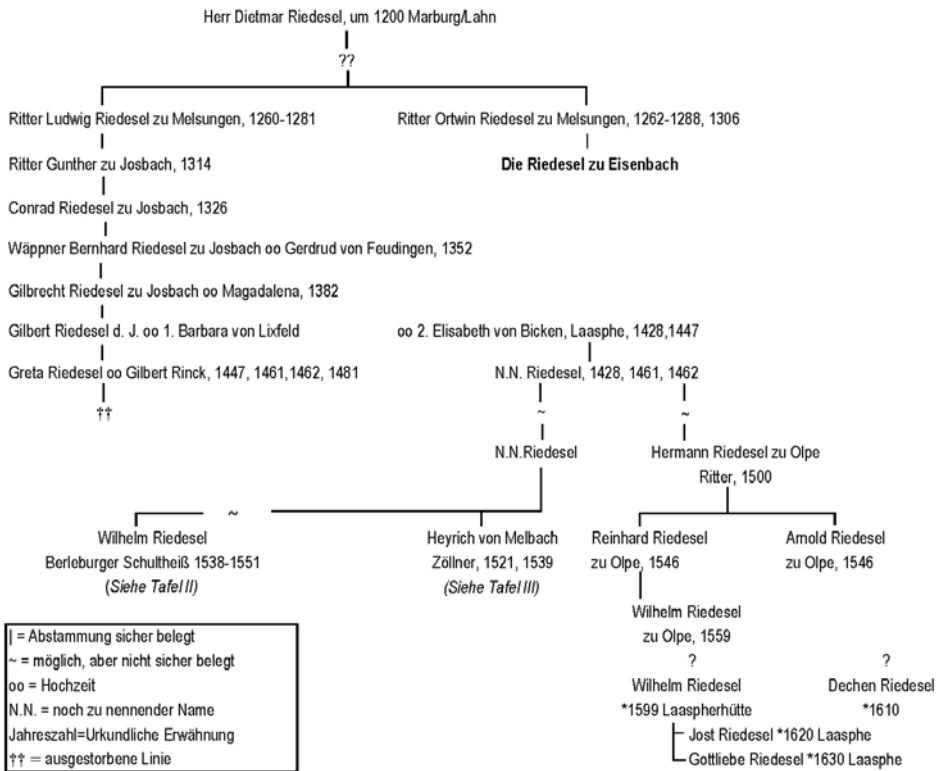 Herr Dietmar Riedesel, um 1200 Marburg/Lahn
??
Ritter Ludwig Riedesel zu Melsungen, 1260-1281
Ritter Ortwin Riedesel zu Melsungen, 1262-1288, 1306
Ritter Gunther zu Josbach, 1314
Die Riedesel zu Eisenbach
Conrad Riedesel zu Josbach, 1326
Wäppner Bernhard Riedesel zu Josbach oo Gerdrud von Feudingen, 1352
Gilbrecht Riedesel zu Josbach oo Magadalena, 1382
Gilbert Riedesel d. J. oo 1. Barbara von Lixfeld
oo 2. Elisabeth von Bicken, Laasphe, 1428,1447
Greta Riedesel oo Gilbert Rinck, 1447, 1461,1462, 1481
N.N. Riedesel, 1428, 1461, 1462
††
~
~
N.N.Riedesel
Hermann Riedesel zu Olpe
Ritter, 1500
~
Wilhelm Riedesel
Berleburger Schultheiß 1538-1551
(Siehe Tafel II)
Heyrich von Melbach
Zöllner, 1521, 1539
(Siehe Tafel III)
Reinhard Riedesel
zu Olpe, 1546
Arnold Riedesel
zu Olpe, 1546
Wilhelm Riedesel
zu Olpe, 1559
?
?
Wilhelm Riedesel
*1599 Laaspherhütte
Dechen Riedesel
*1610
Jost Riedesel *1620 Laasphe
Gottliebe Riedesel *1630 Laasphe
| = Abstammung sicher belegt
~ = möglich, aber nicht sicher belegt
oo = Hochzeit
N.N. = noch zu nennender Name
Jahreszahl=Urkundliche Erwähnung
†† = ausgestorbene Linie